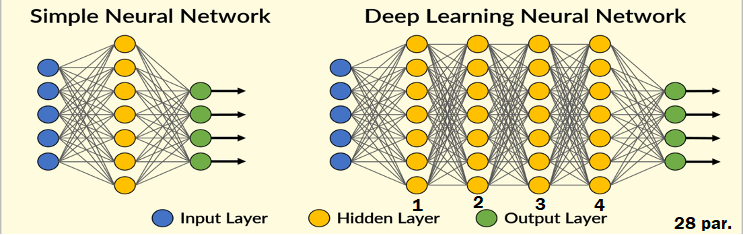 Simple Neural Network
Deep Learning Neural Network
1 2 3 4
Input Layer Hidden Layer Output Layer
28 par.